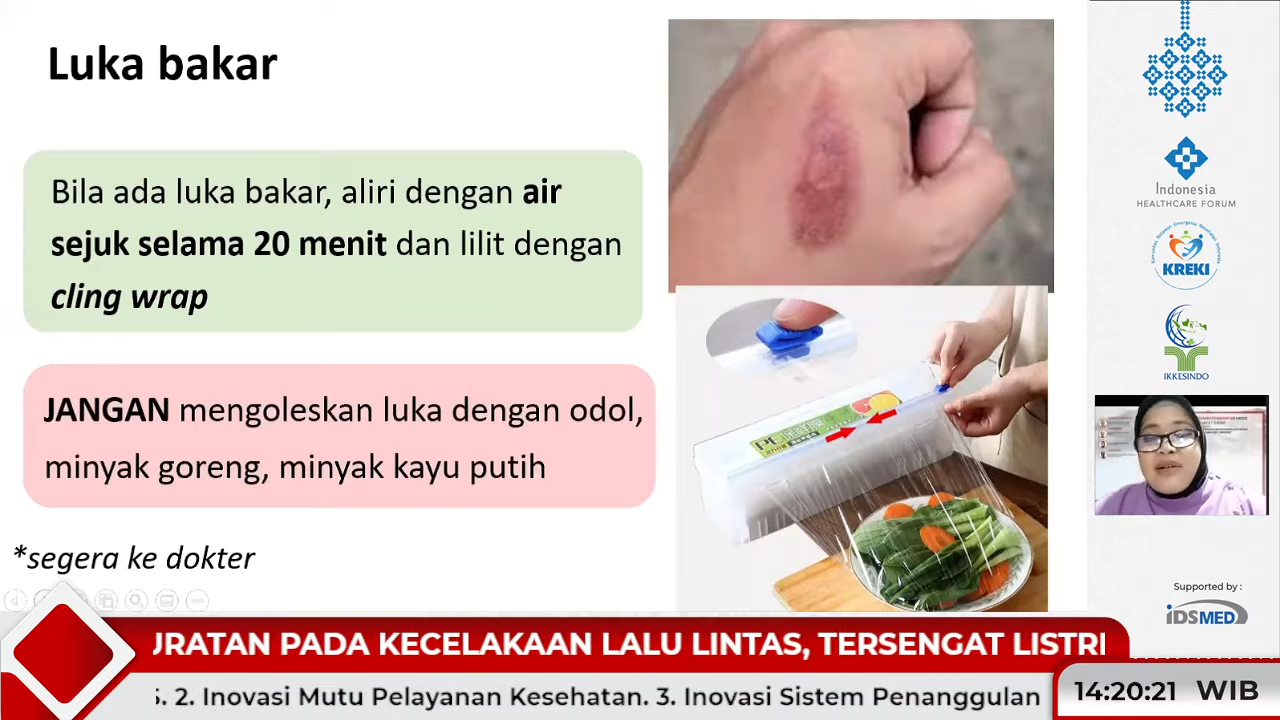 Luka bakar
Bila ada luka bakar, aliri dengan air
sejuk selama 20 menit dan lilit dengan
cling wrap
JANGAN mengoleskan luka dengan odol,
minyak goreng, minyak kayu putih
*segera ke dokter
PE
Indonesia
HEALTHCARE FORUM
KREKI
IKKESINDO
Supported by :
iDSMED
URATAN PADA KECELAKAAN LALU LINTAS, TERSENGAT LISTRI
. 2. Inovasi Mutu Pelayanan Kesehatan. 3. Inovasi Sistem Penanggulan
14:20:21 WIB